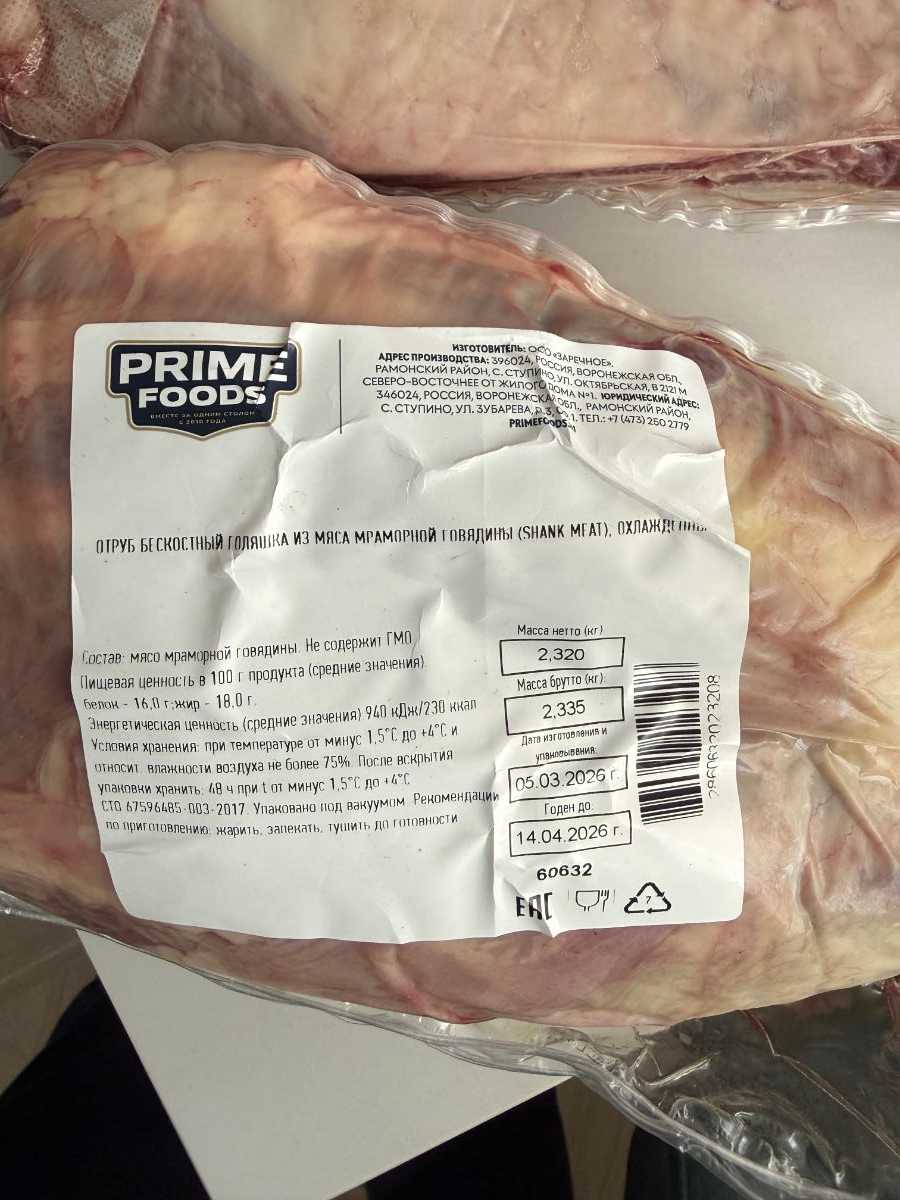 PRIME
FOODS
ВМЕСТЕ ЗА ОДНИМ СТОЛОМ
С 2010 ГОДА
ИЗГОТОВИТЕЛЬ: ООО «ЗАРЕЧНОЕ».
АДРЕС ПРОИЗВОДСТВА: 396024, РОССИЯ, ВОРОНЕЖСКАЯ ОБЛ.,
РАМОНСКИЙ РАЙОН, С. СТУПИНО, УЛ. ОКТЯБРЬСКАЯ, В 2121 М
СЕВЕРО-ВОСТОЧНЕЕ ОТ ЖИЛОГО ДОМА №1. ЮРИДИЧЕСКИЙ АДРЕС:
346024, РОССИЯ, ВОРОНЕЖСКАЯ ОБЛ., РАМОНСКИЙ РАЙОН,
С. СТУПИНО, УЛ. ЗУБАРЕВА, 1. ТЕЛ.: +7 (473) 250 2779
ОТРУБ БЕСКОСТНЫЙ ГОЛЯШКА ИЗ МЯСА МРАМОРНОЙ ГОВЯДИНЫ (SHANK MEAT), ОХЛАЖДЕННЫ
Состав: мясо мраморной говядины. Не содержит ГМО
Пищевая ценность в 100 г продукта (средние значения)
белок - 16,0 г;жир - 18,0 г.
Энергетическая ценность (средние значения) 940 кДж/230 ккал
Условия хранения: при температуре от минус 1,5°C до +4°C и
относит. влажности воздуха не более 75%. После вскрытия
упаковки хранить: 48 ч при t от минус 1,5°C до +4°C
СТО 67596485-003-2017. Упаковано под вакуумом. Рекомендации
по приготовлению: жарить, запекать, тушить до готовности
Масса нетто (кг)
2,320
Масса брутто (кг):
2,335
Дата изготовления и
упаковывания:
05.03.2026 г.
Годен до:
14.04.2026 г.
60632
EAC
7